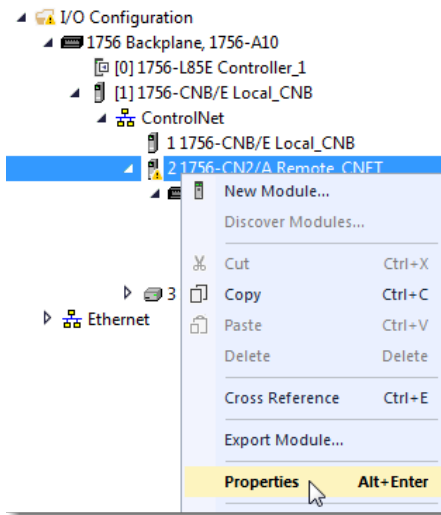 I/O Configuration
1756 Backplane, 1756-A10
[0] 1756-L85E Controller_1
[1] 1756-CNB/E Local_CNB
ControlNet
1 1756-CNB/E Local_CNB
2 1756-CN2/A Remote_CNET
New Module...
Discover Modules...
Cut Ctrl+X
3 Copy Ctrl+C
Ethernet Paste Ctrl+V
Delete Delete
Cross Reference Ctrl+E
Export Module...
Properties Alt+Enter